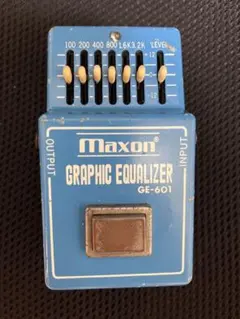 100 200 400 800 1.6K 3.2K LEVEL
OUTPUT
INPUT
maxon
GRAPHIC EQUALIZER
GE-601